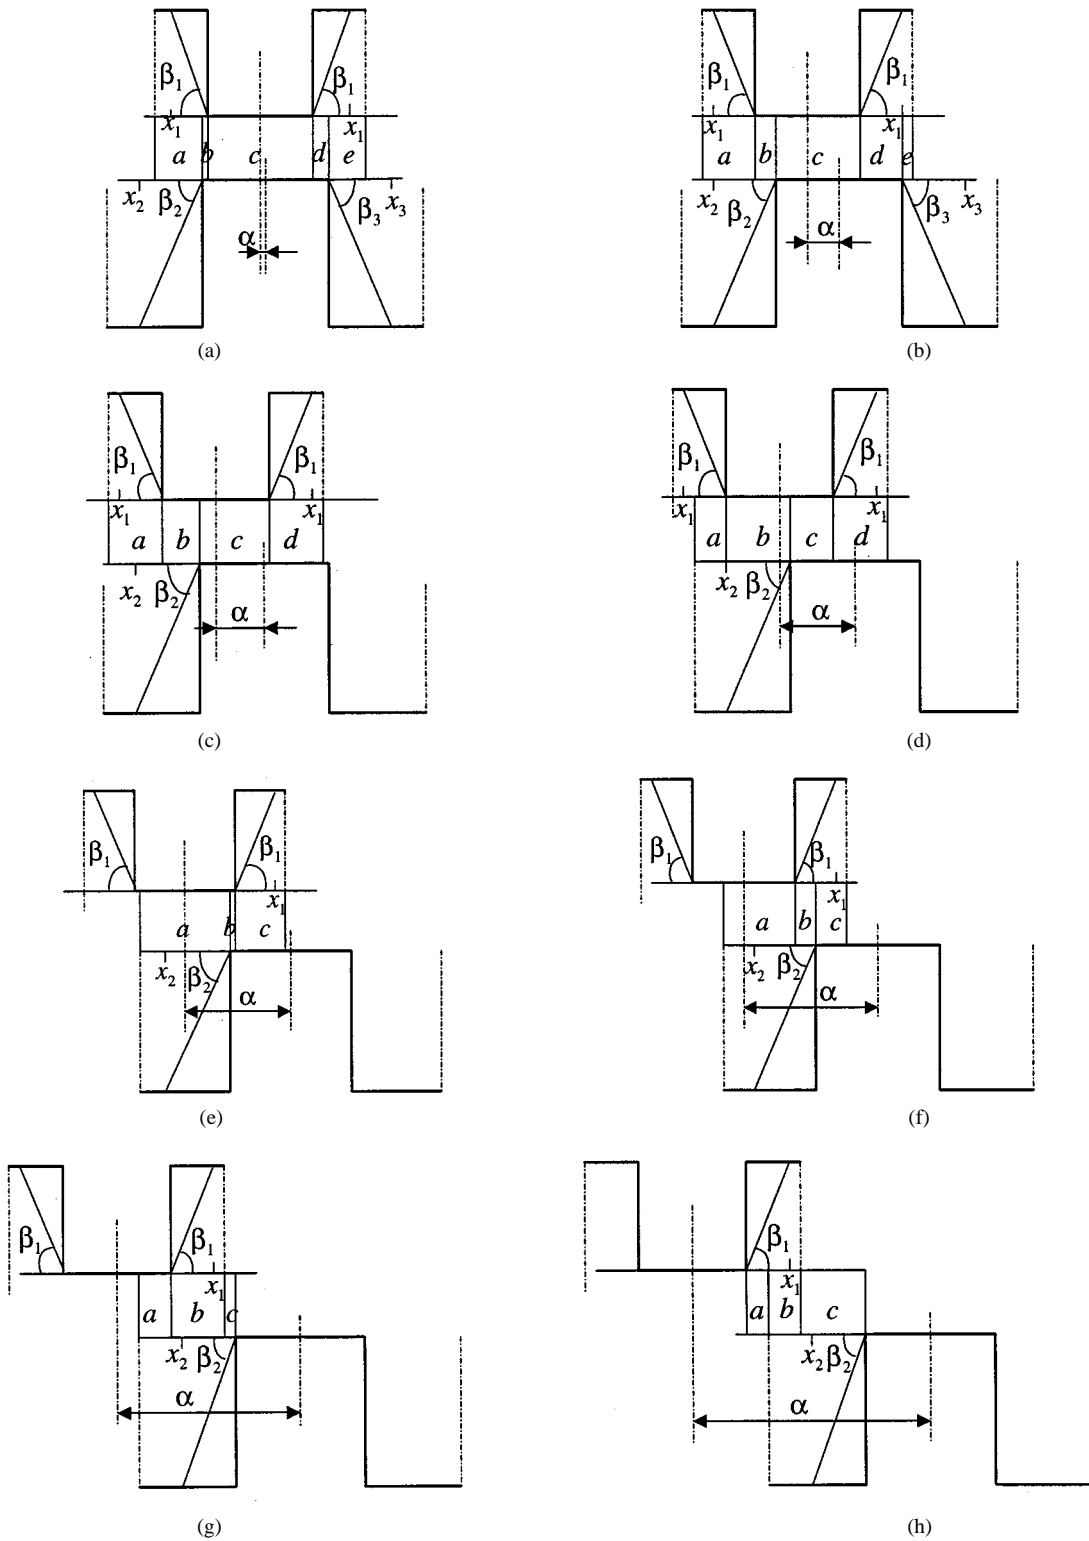 β₁ β₁
x₁ x₁
a b c d e
x₂ β₂ β₃ x₃
α
(a)
β₁ β₁
x₁ x₁
a b c d e
x₂ β₂ β₃ x₃
α
(b)
β₁ β₁
x₁ x₁
a b c d
x₂ β₂
α
(c)
β₁ β₁
x₁ x₁
a b c d
x₂ β₂
α
(d)
β₁ β₁
x₁
a b c
x₂ β₂
α
(e)
β₁ β₁
x₁
a b c
x₂ β₂
α
(f)
β₁ β₁
x₁
a b c
x₂ β₂
α
(g)
β₁
x₁
a b c
x₂ β₂
α
(h)